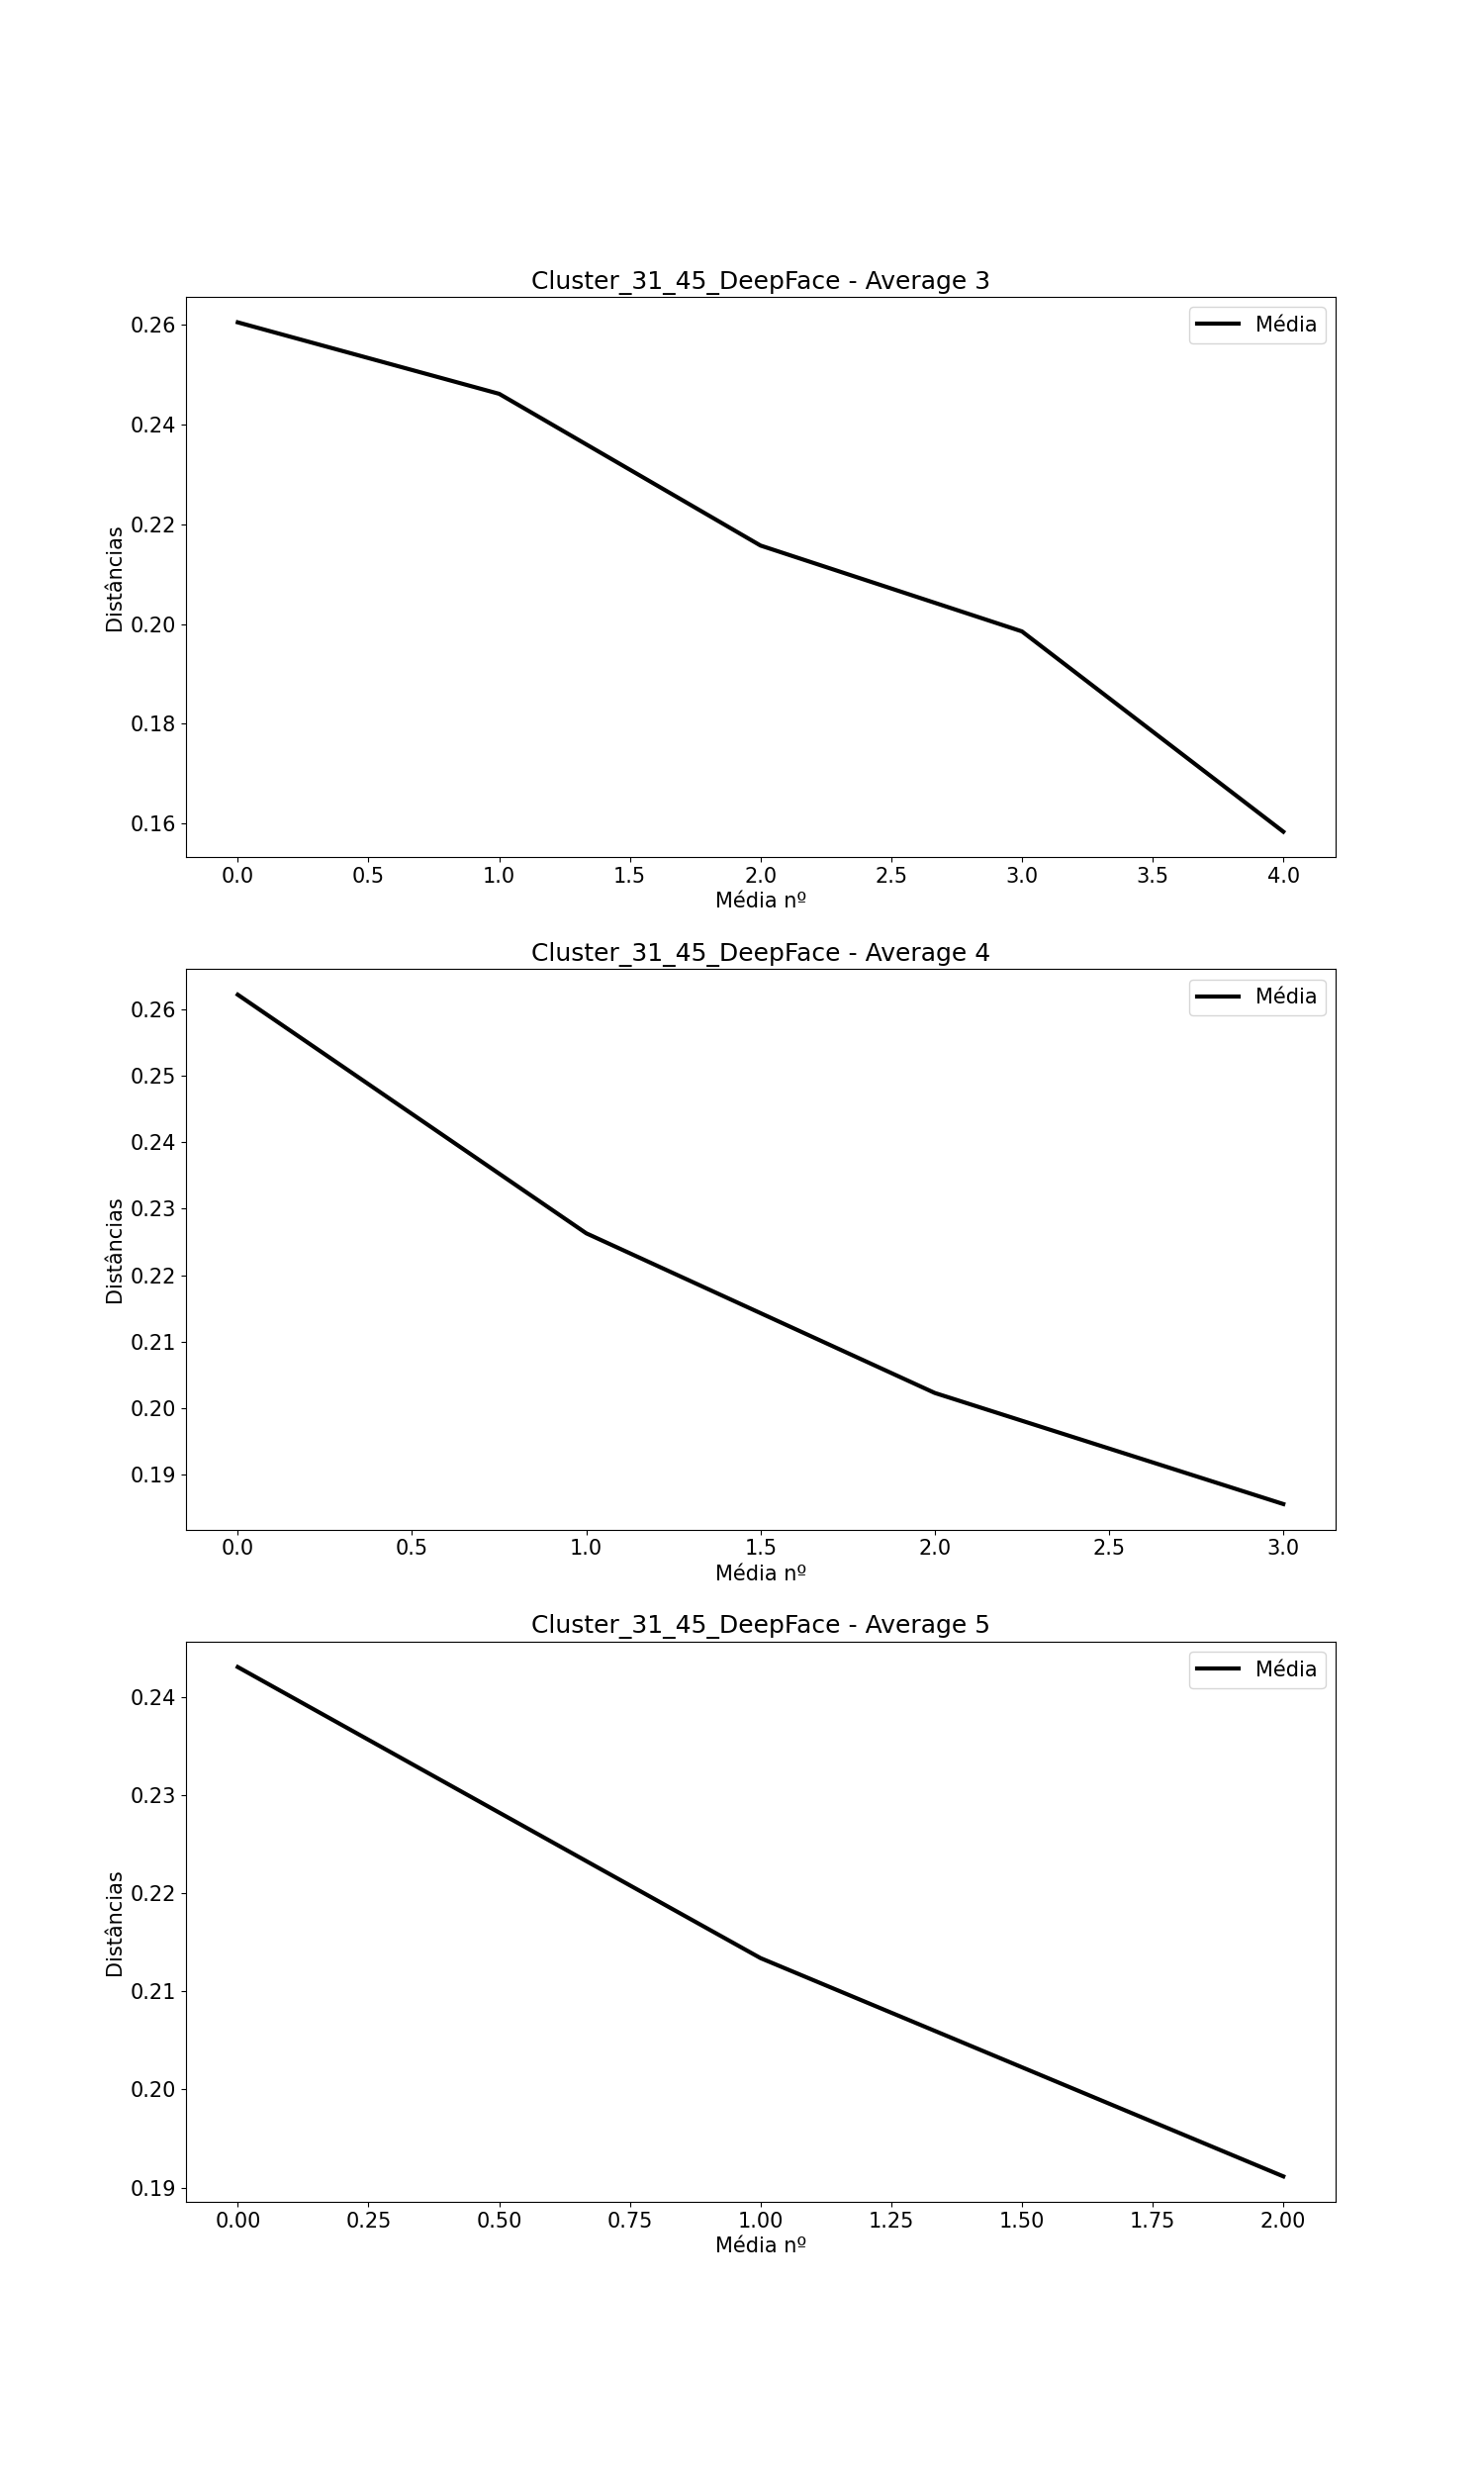 Cluster_31_45_DeepFace - Average 3
Média
0.26
0.24
0.22
0.20
0.18
0.16
Distâncias
0.0 0.5 1.0 1.5 2.0 2.5 3.0 3.5 4.0
Média nº
Cluster_31_45_DeepFace - Average 4
Média
0.26
0.25
0.24
0.23
0.22
0.21
0.20
0.19
Distâncias
0.0 0.5 1.0 1.5 2.0 2.5 3.0
Média nº
Cluster_31_45_DeepFace - Average 5
Média
0.24
0.23
0.22
0.21
0.20
0.19
Distâncias
0.00 0.25 0.50 0.75 1.00 1.25 1.50 1.75 2.00
Média nº